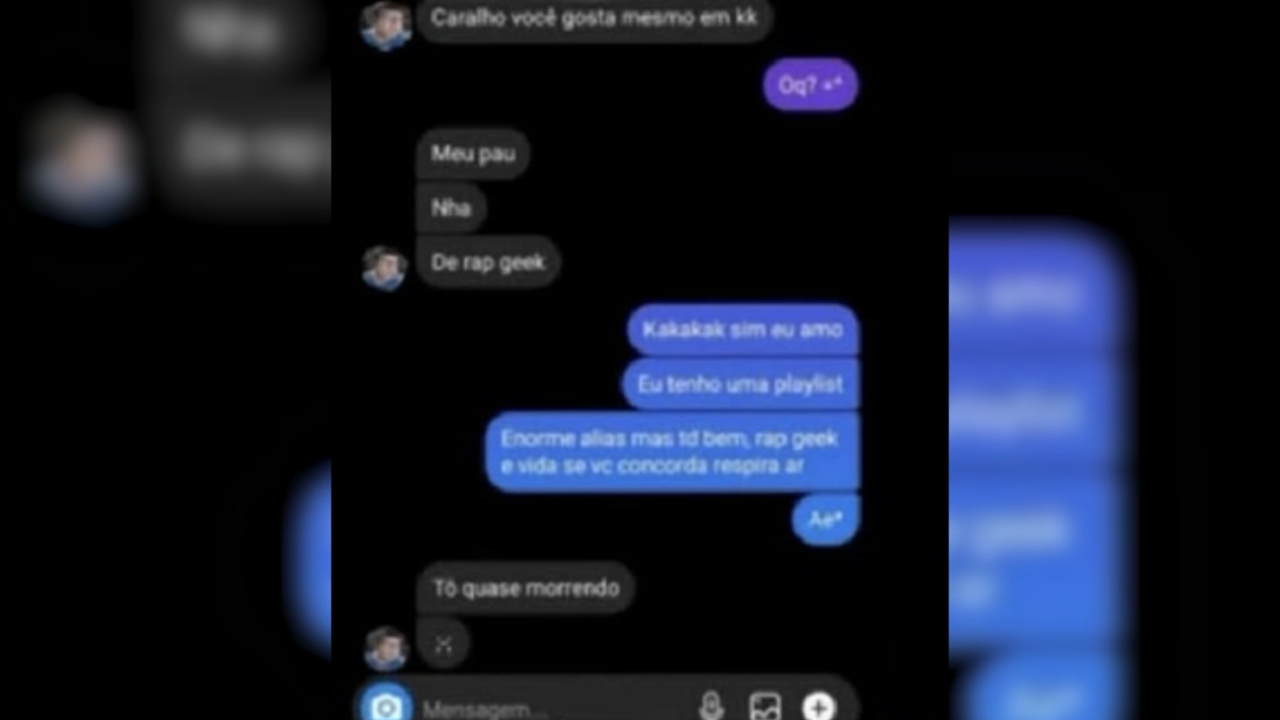 Caralho você gosta mesmo em kk
Oq? =^
Meu pau
Nha
De rap geek
Kakakak sim eu amo
Eu tenho uma playlist
Enorme alias mas td bem, rap geek
e vida se vc concorda respira ar
Ae*
Tô quase morrendo
Mensagem...